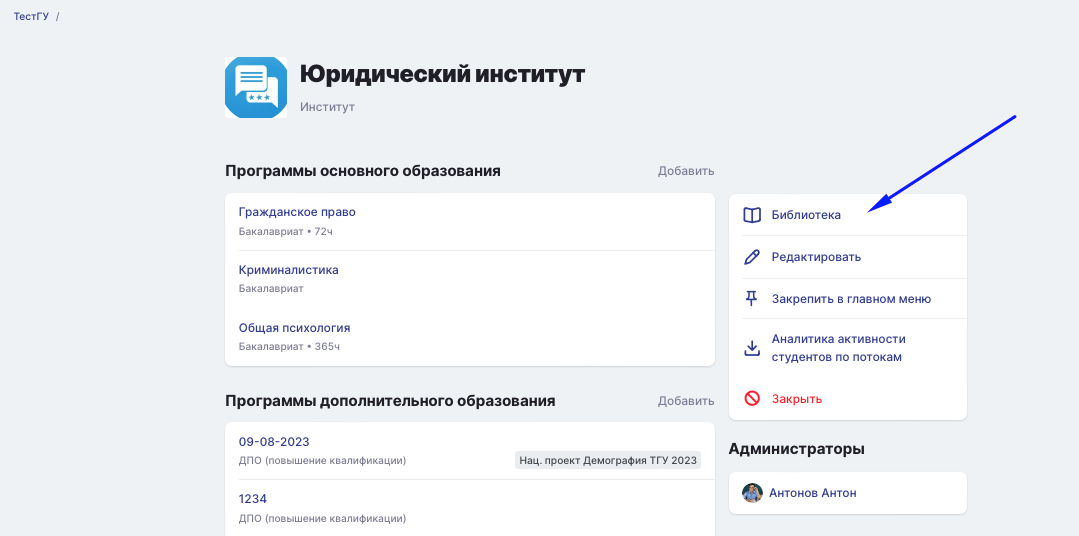 ТестГУ /
Юридический институт
Институт
Программы основного образования
Добавить
Гражданское право
Бакалавриат • 72ч
Криминалистика
Бакалавриат
Общая психология
Бакалавриат • 365ч
Программы дополнительного образования
Добавить
09-08-2023
ДПО (повышение квалификации)
Нац. проект Демография ТГУ 2023
1234
ДПО (повышение квалификации)
Библиотека
Редактировать
Закрепить в главном меню
Аналитика активности
студентов по потокам
Закрыть
Администраторы
Антонов Антон